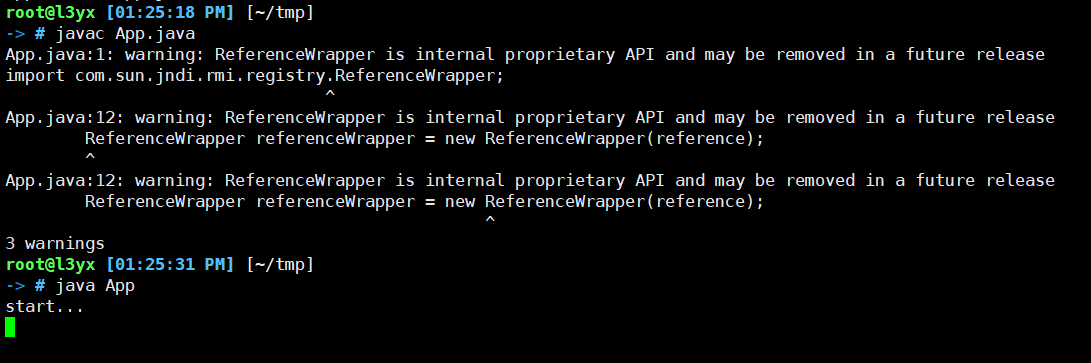 root@l3yx [01:25:18 PM] [~/tmp]
-> # javac App.java
App.java:1: warning: ReferenceWrapper is internal proprietary API and may be removed in a future release
import com.sun.jndi.rmi.registry.ReferenceWrapper;
^
App.java:12: warning: ReferenceWrapper is internal proprietary API and may be removed in a future release
ReferenceWrapper referenceWrapper = new ReferenceWrapper(reference);
^
App.java:12: warning: ReferenceWrapper is internal proprietary API and may be removed in a future release
ReferenceWrapper referenceWrapper = new ReferenceWrapper(reference);
^
3 warnings
root@l3yx [01:25:31 PM] [~/tmp]
-> # java App
start...